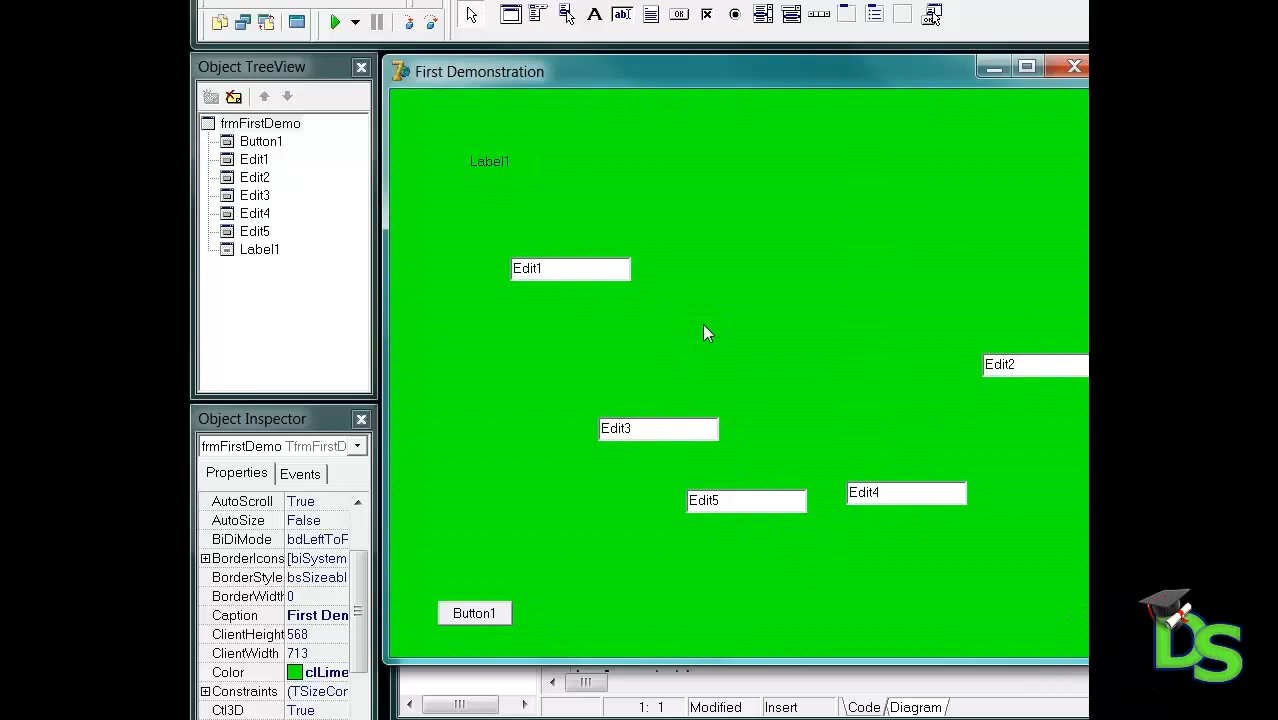 Object TreeView
frmFirstDemo
Button1
Edit1
Edit2
Edit3
Edit4
Edit5
Label1
Object Inspector
frmFirstDemo TfrmFirstD
Properties Events
AutoScroll True
AutoSize False
BiDiMode bdLeftToF
BorderIcons [biSystem
BorderStyle bsSizeabl
BorderWidth 0
Caption First Den
ClientHeight 568
ClientWidth 713
Color clLime
Constraints (TSizeCor
Ctl3D True
First Demonstration
Label1
Edit1
Edit2
Edit3
Edit5
Edit4
Button1
1: 1 Modified Insert Code Diagram
DS